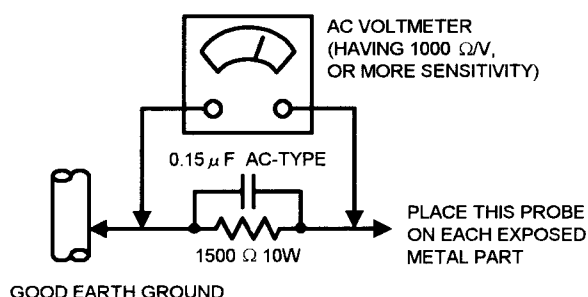 AC VOLTMETER
(HAVING 1000 Ω/V,
OR MORE SENSITIVITY)
0.15 μ F AC-TYPE
1500 Ω 10W
PLACE THIS PROBE
ON EACH EXPOSED
METAL PART
GOOD EARTH GROUND